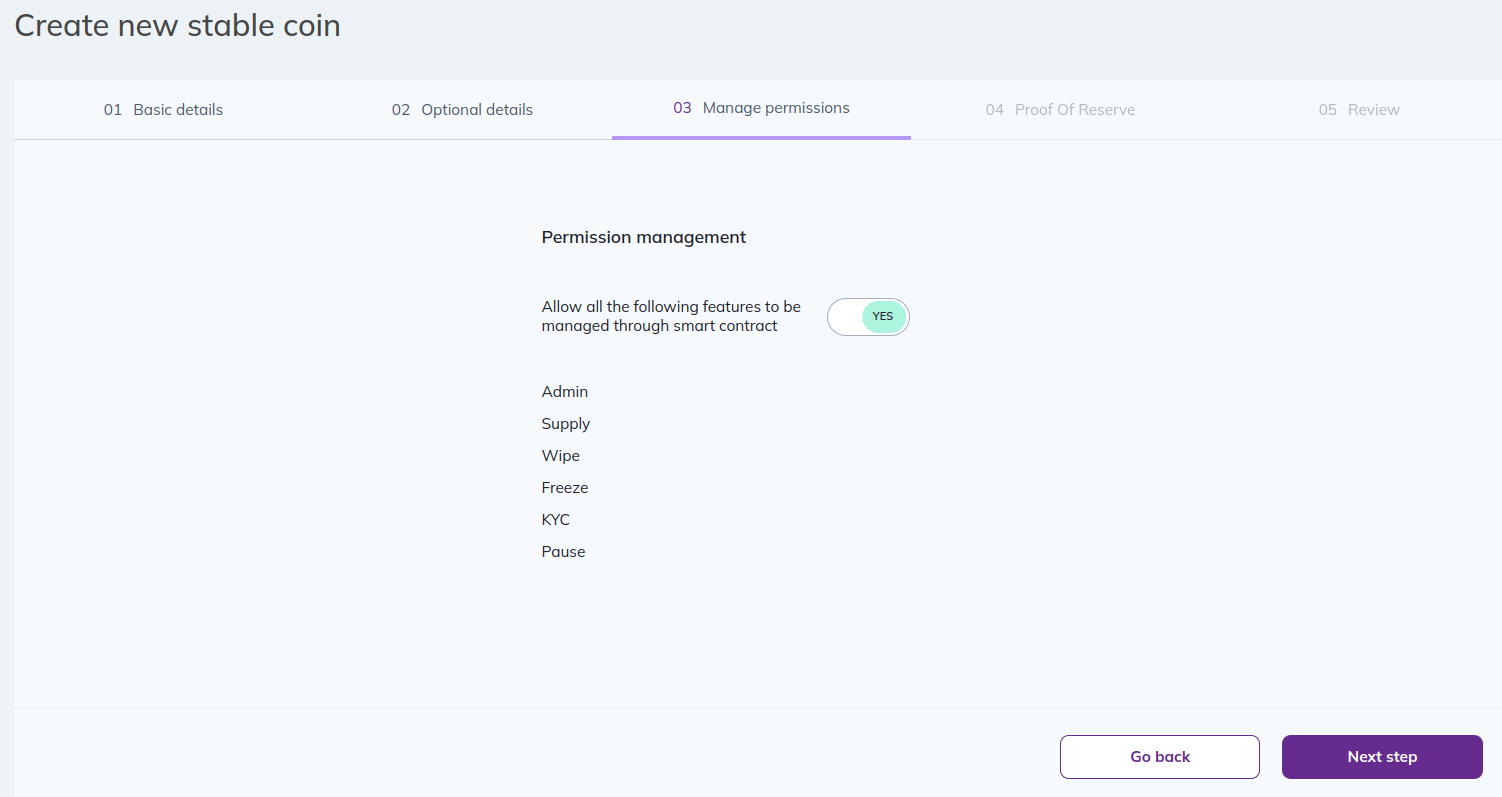 Create new stable coin
01 Basic details
02 Optional details
03 Manage permissions
04 Proof Of Reserve
05 Review
Permission management
Allow all the following features to be
managed through smart contract
YES
Admin
Supply
Wipe
Freeze
KYC
Pause
Go back
Next step